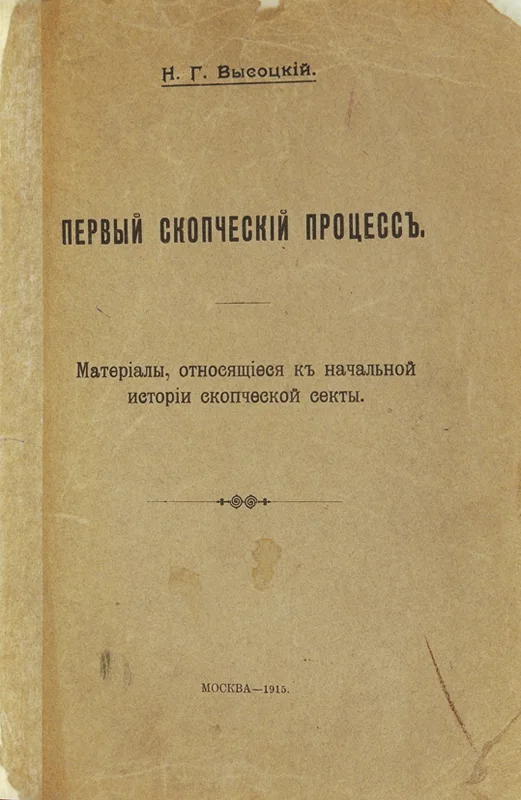 Н. Г. Высоцкій.
ПЕРВЫЙ СКОПЧЕСКІЙ ПРОЦЕССЪ.
Матеріалы, относящіеся къ начальной
исторіи скопческой секты.
МОСКВА—1915.